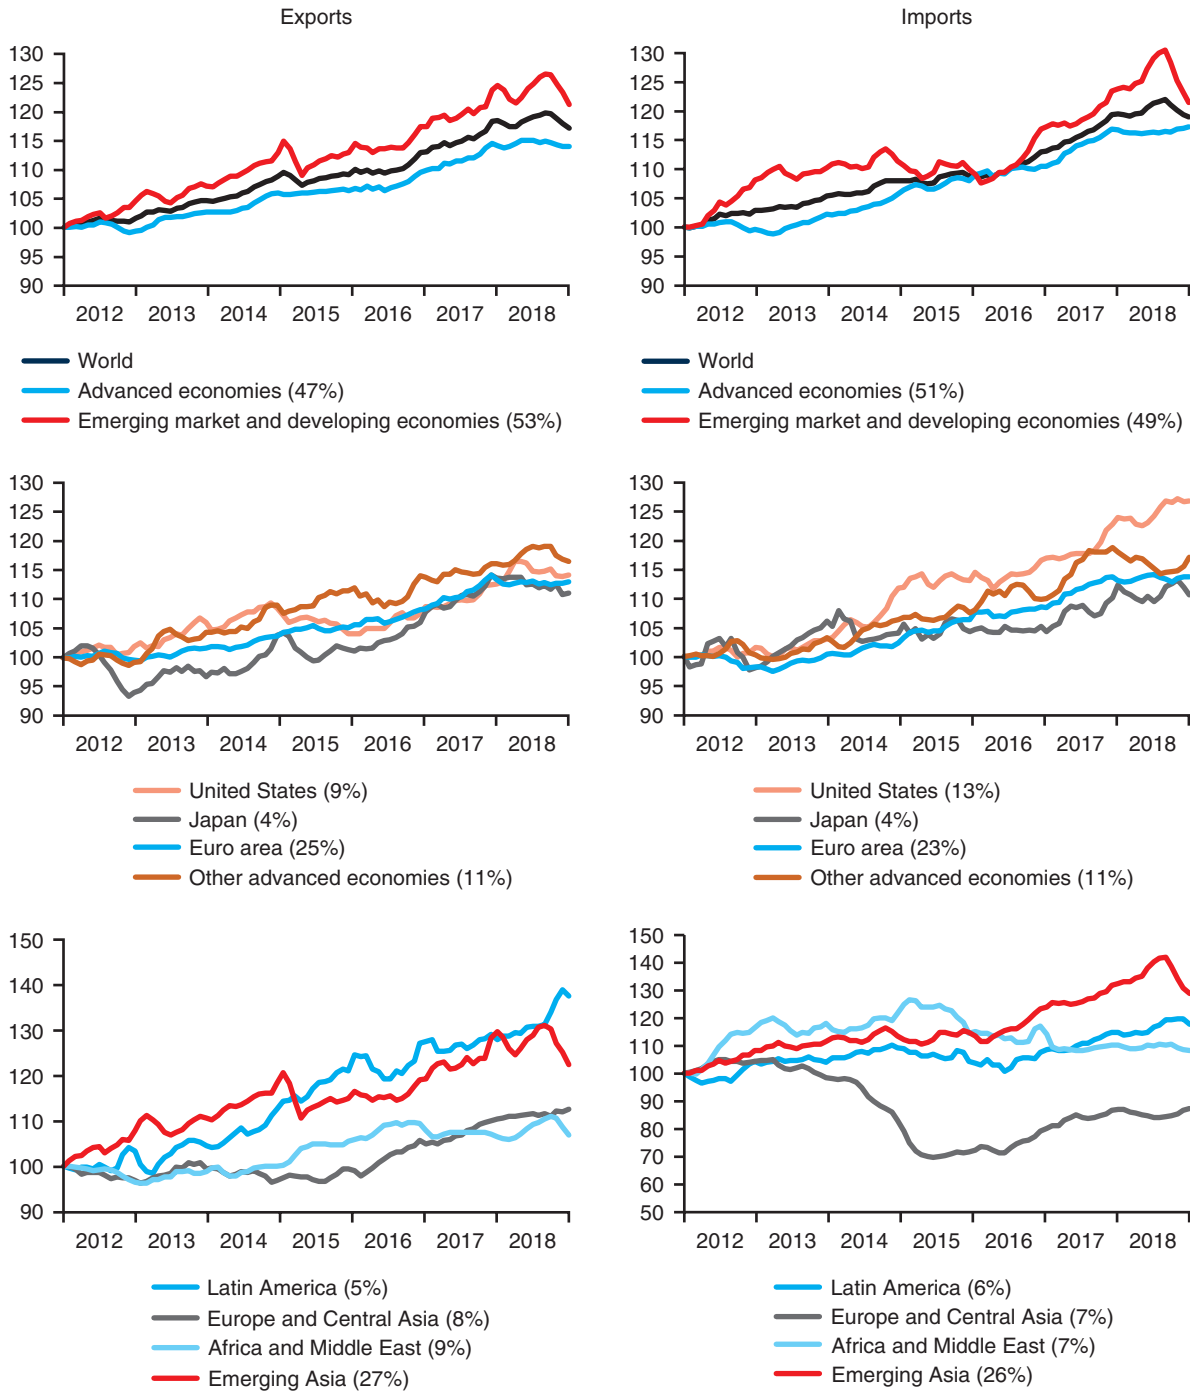 Exports
130
125
120
115
110
105
100
95
90
2012 2013 2014 2015 2016 2017 2018
World
Advanced economies (47%)
Emerging market and developing economies (53%)
Imports
130
125
120
115
110
105
100
95
90
2012 2013 2014 2015 2016 2017 2018
World
Advanced economies (51%)
Emerging market and developing economies (49%)
130
125
120
115
110
105
100
95
90
2012 2013 2014 2015 2016 2017 2018
United States (9%)
Japan (4%)
Euro area (25%)
Other advanced economies (11%)
130
125
120
115
110
105
100
95
90
2012 2013 2014 2015 2016 2017 2018
United States (13%)
Japan (4%)
Euro area (23%)
Other advanced economies (11%)
150
140
130
120
110
100
90
2012 2013 2014 2015 2016 2017 2018
Latin America (5%)
Europe and Central Asia (8%)
Africa and Middle East (9%)
Emerging Asia (27%)
150
140
130
120
110
100
90
80
70
60
50
2012 2013 2014 2015 2016 2017 2018
Latin America (6%)
Europe and Central Asia (7%)
Africa and Middle East (7%)
Emerging Asia (26%)